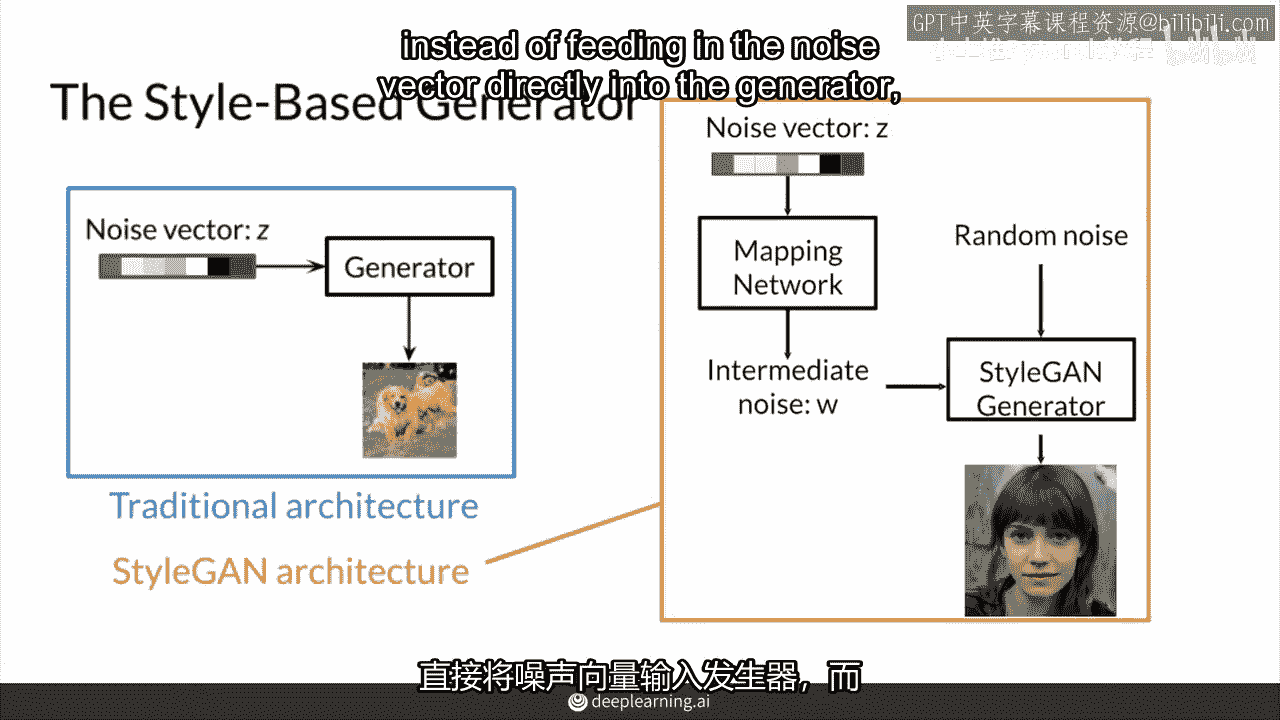 GPT中英字幕课程资源@bilibili.com
instead of feeding in the noise
vector directly into the generator,
The Style-Based Generator
Noise vector: z
Generator
Traditional architecture
StyleGAN architecture
Noise vector: z
Mapping
Network
Intermediate
noise: w
Random noise
StyleGAN
Generator
直接将噪声向量输入发生器，而
deeplearning.ai